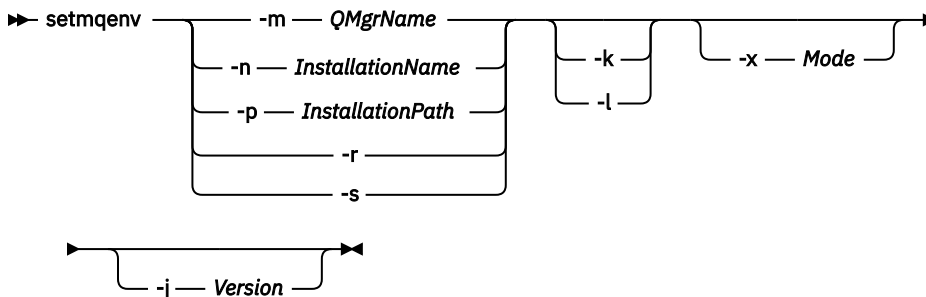 setmqenv -m QMgrName
-n InstallationName
-p InstallationPath
-r
-s
-k
-l
-x Mode
-j Version